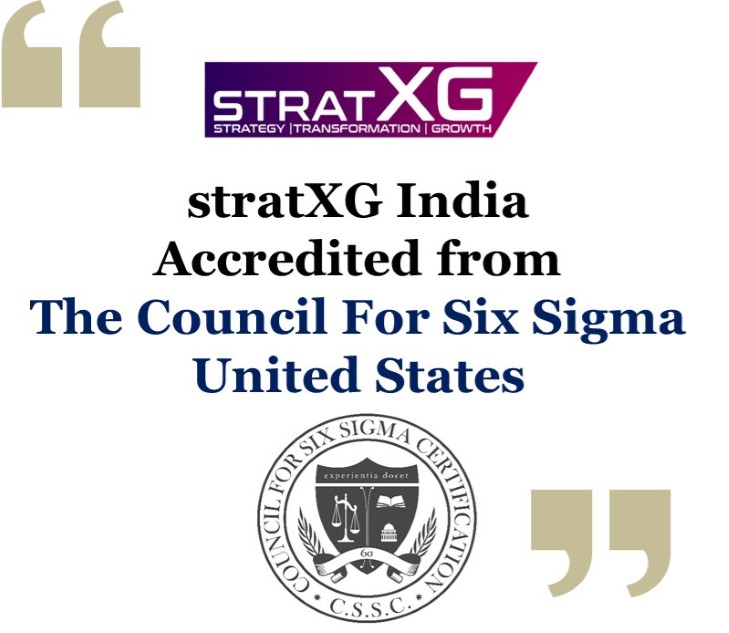 STRATXG
STRATEGY |TRANSFORMATION | GROWTH
stratXG India
Accredited from
The Council For Six Sigma
United States
COUNCIL FOR SIX SIGMA CERTIFICATION
experientia docet
6σ
* C.S.S.C. *